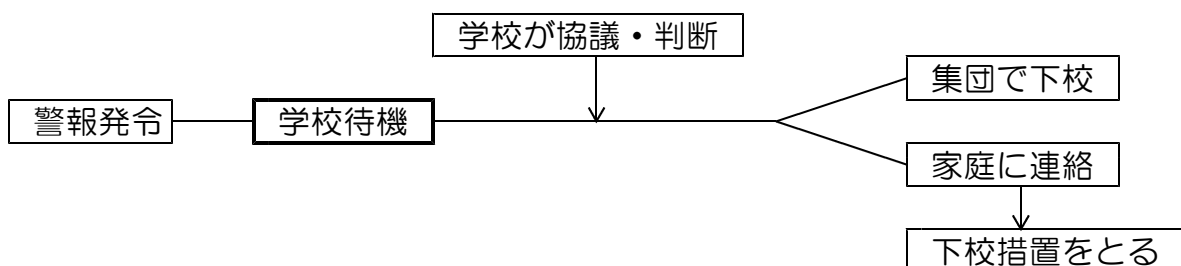 学校が協議・判断
集団で下校
警報発令
学校待機
家庭に連絡
下校措置をとる